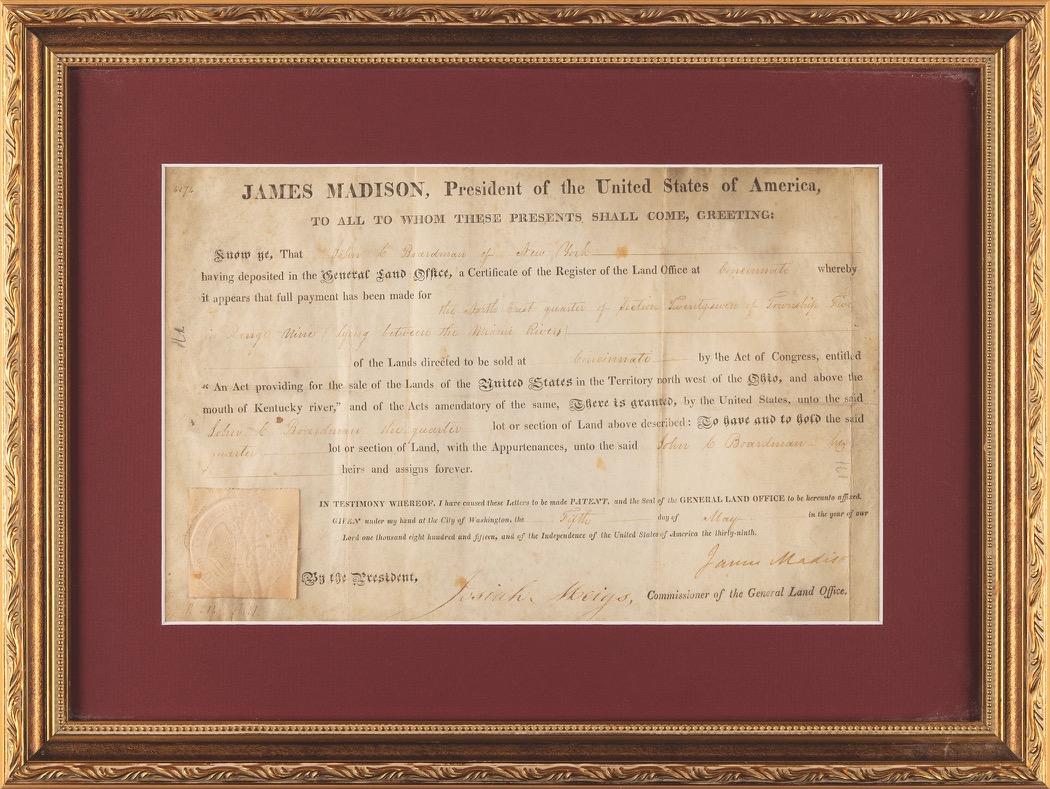 JAMES MADISON, President of the United States of America,
TO ALL TO WHOM THESE PRESENTS SHALL COME, GREETING:
Know ye, That John C Boardman of New York
having deposited in the General Land Office, a Certificate of the Register of the Land Office at Cincinnati whereby
it appears that full payment has been made for
the North East quarter of Section Twentyseven of Township Five
in Range Nine (lying between the Miami Rivers)
of the Lands directed to be sold at Cincinnati by the Act of Congress, entitled
"An Act providing for the sale of the Lands of the United States in the Territory north west of the Ohio, and above the
mouth of Kentucky river," and of the Acts amendatory of the same, There is granted, by the United States, unto the said
John C Boardman the quarter lot or section of Land above described: To have and to hold the said
quarter lot or section of Land, with the Appurtenances, unto the said John C Boardman his
heirs and assigns forever.
IN TESTIMONY WHEREOF, I have caused these Letters to be made PATENT, and the Seal of the GENERAL LAND OFFICE to be hereunto affixed.
GIVEN under my hand at the City of Washington, the Fifth day of May in the year of our
Lord one thousand eight hundred and fifteen, and of the Independence of the United States of America the thirty-ninth.
James Madison
By the President,
Josiah Meigs, Commissioner of the General Land Office.